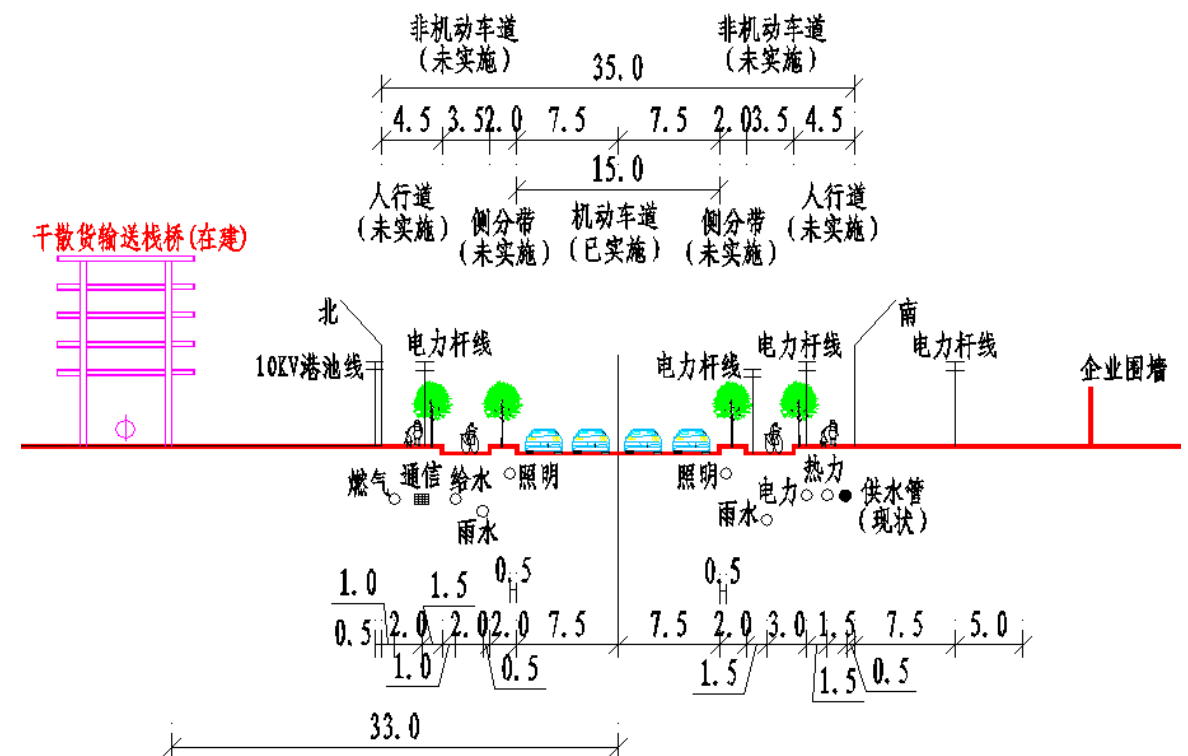 非机动车道
(未实施)
非机动车道
(未实施)
35.0
4.5
3.5
2.0
7.5
7.5
2.0
3.5
4.5
15.0
人行道
(未实施)
侧分带
(未实施)
机动车道
(已实施)
侧分带
(未实施)
人行道
(未实施)
干散货输送栈桥(在建)
北
南
10KV港池线
电力杆线
电力杆线
电力杆线
电力杆线
企业围墙
燃气
通信
给水
照明
雨水
照明
雨水
电力
热力
供水管
(现状)
0.5
0.5
1.0
1.5
0.5
2.0
2.0
2.0
7.5
7.5
2.0
3.0
1.5
7.5
5.0
1.0
0.5
1.5
1.5
0.5
33.0